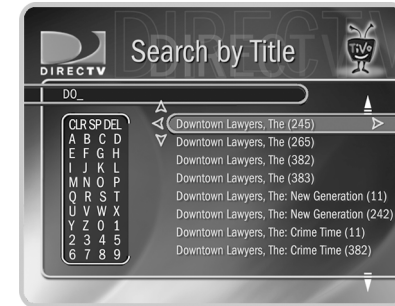 DIRECTV
Search by Title
TiVo
DIRECTV
DO_
CLR SP DEL
A B C D
E F G H
I J K L
M N O P
Q R S T
U V W X
Y Z 0 1
2 3 4 5
6 7 8 9
Downtown Lawyers, The (245)
Downtown Lawyers, The (265)
Downtown Lawyers, The (382)
Downtown Lawyers, The (383)
Downtown Lawyers, The: New Generation (11)
Downtown Lawyers, The: New Generation (242)
Downtown Lawyers, The: Crime Time (11)
Downtown Lawyers, The: Crime Time (382)